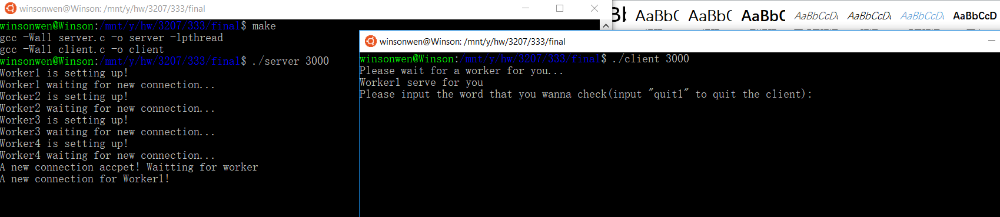 winsonwen@Winson: /mnt/y/hw/3207/333/final
winsonwen@Winson:/mnt/y/hw/3207/333/final$ make
gcc -Wall server.c -o server -lpthread
gcc -Wall client.c -o client
winsonwen@Winson:/mnt/y/hw/3207/333/final$ ./server 3000
Worker1 is setting up!
Worker1 waiting for new connection...
Worker2 is setting up!
Worker2 waiting for new connection...
Worker3 is setting up!
Worker3 waiting for new connection...
Worker4 is setting up!
Worker4 waiting for new connection...
A new connection accpet! Waitting for worker
A new connection for Worker1!
AaBbC AaBbC AaBbC AaBbCcD AaBbCcD AaBbCcD AaBbCcD
winsonwen@Winson: /mnt/y/hw/3207/333/final
winsonwen@Winson:/mnt/y/hw/3207/333/final$ ./client 3000
Please wait for a worker for you...
Worker1 serve for you
Please input the word that you wanna check(input "quit1" to quit the client):